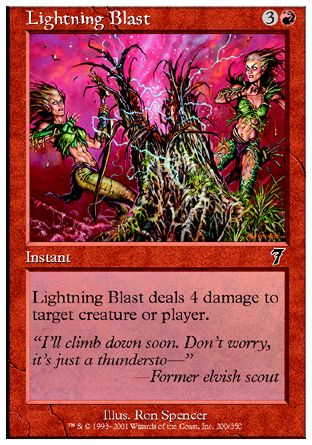 Lightning Blast 3
Instant 7
Lightning Blast deals 4 damage to
target creature or player.
“I’ll climb down soon. Don’t worry,
it’s just a thundersto—”
—Former elvish scout
Illus. Ron Spencer
™ & © 1993–2001 Wizards of the Coast, Inc. 200/350